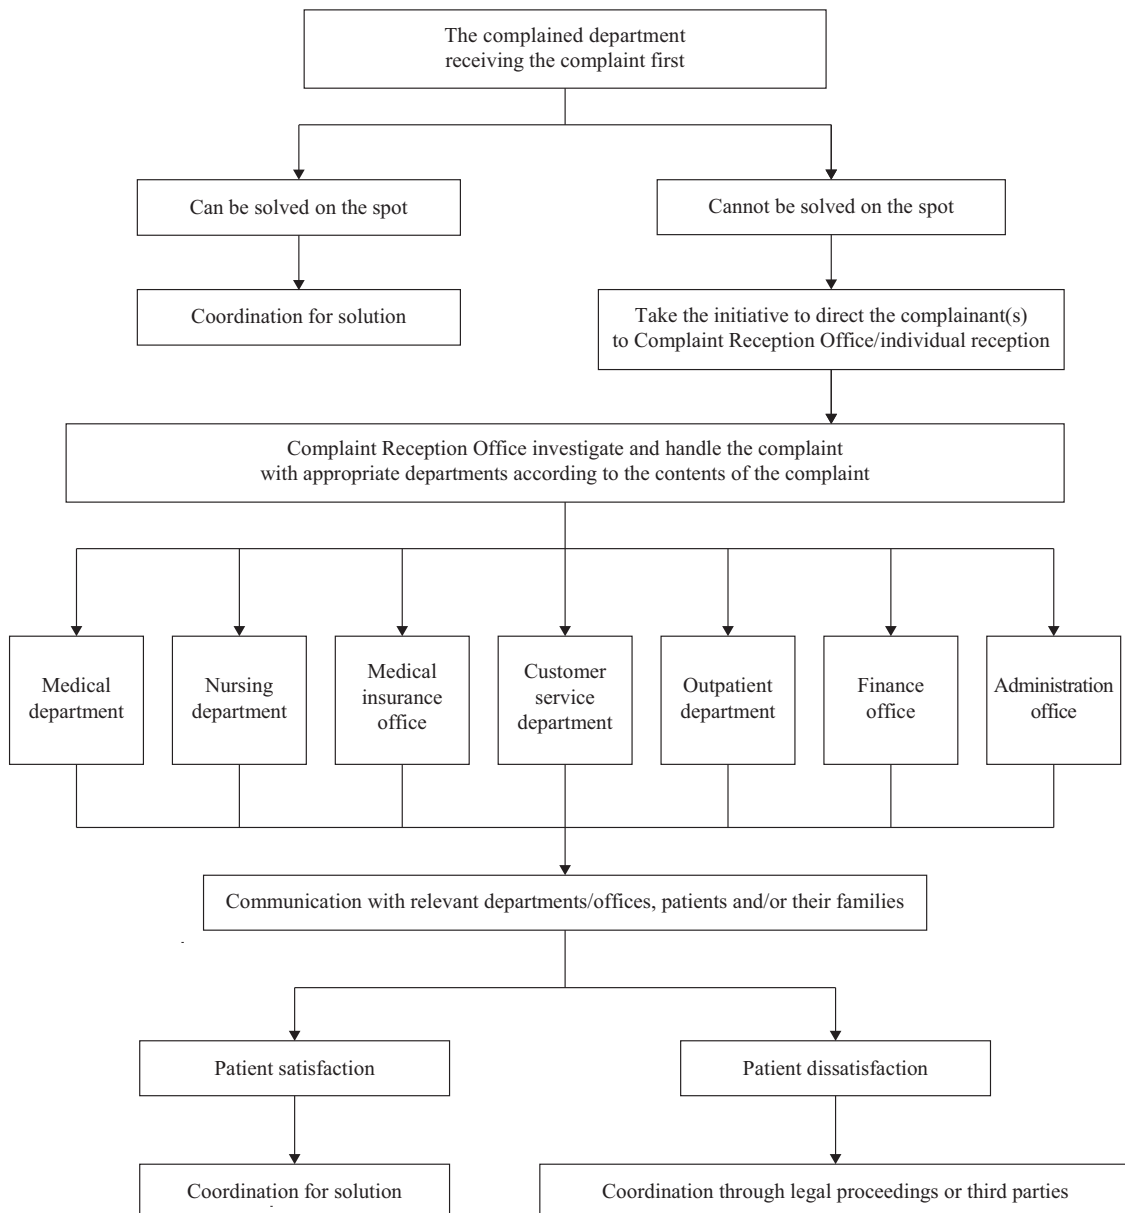 The complained department
receiving the complaint first
Can be solved on the spot
Cannot be solved on the spot
Coordination for solution
Take the initiative to direct the complainant(s)
to Complaint Reception Office/individual reception
Complaint Reception Office investigate and handle the complaint
with appropriate departments according to the contents of the complaint
Medical
department
Nursing
department
Medical
insurance
office
Customer
service
department
Outpatient
department
Finance
office
Administration
office
Communication with relevant departments/offices, patients and/or their families
Patient satisfaction
Patient dissatisfaction
Coordination for solution
Coordination through legal proceedings or third parties